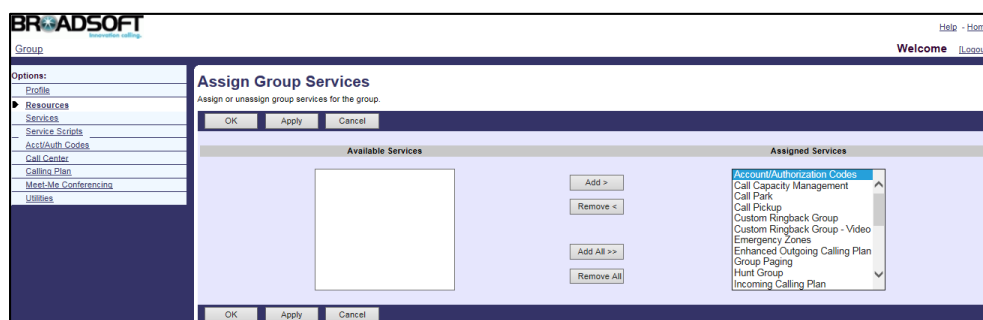 BROADSOFT
Innovation calling.
Help - Hom
Group
Welcome [Logou
Options:
Profile
Resources
Services
Service Scripts
Acct/Auth Codes
Call Center
Calling Plan
Meet-Me Conferencing
Utilities
Assign Group Services
Assign or unassign group services for the group.
OK Apply Cancel
Available Services Assigned Services
Add >
Remove <
Add All >>
Remove All
Account/Authorization Codes
Call Capacity Management
Call Park
Call Pickup
Custom Ringback Group
Custom Ringback Group - Video
Emergency Zones
Enhanced Outgoing Calling Plan
Group Paging
Hunt Group
Incoming Calling Plan
OK Apply Cancel